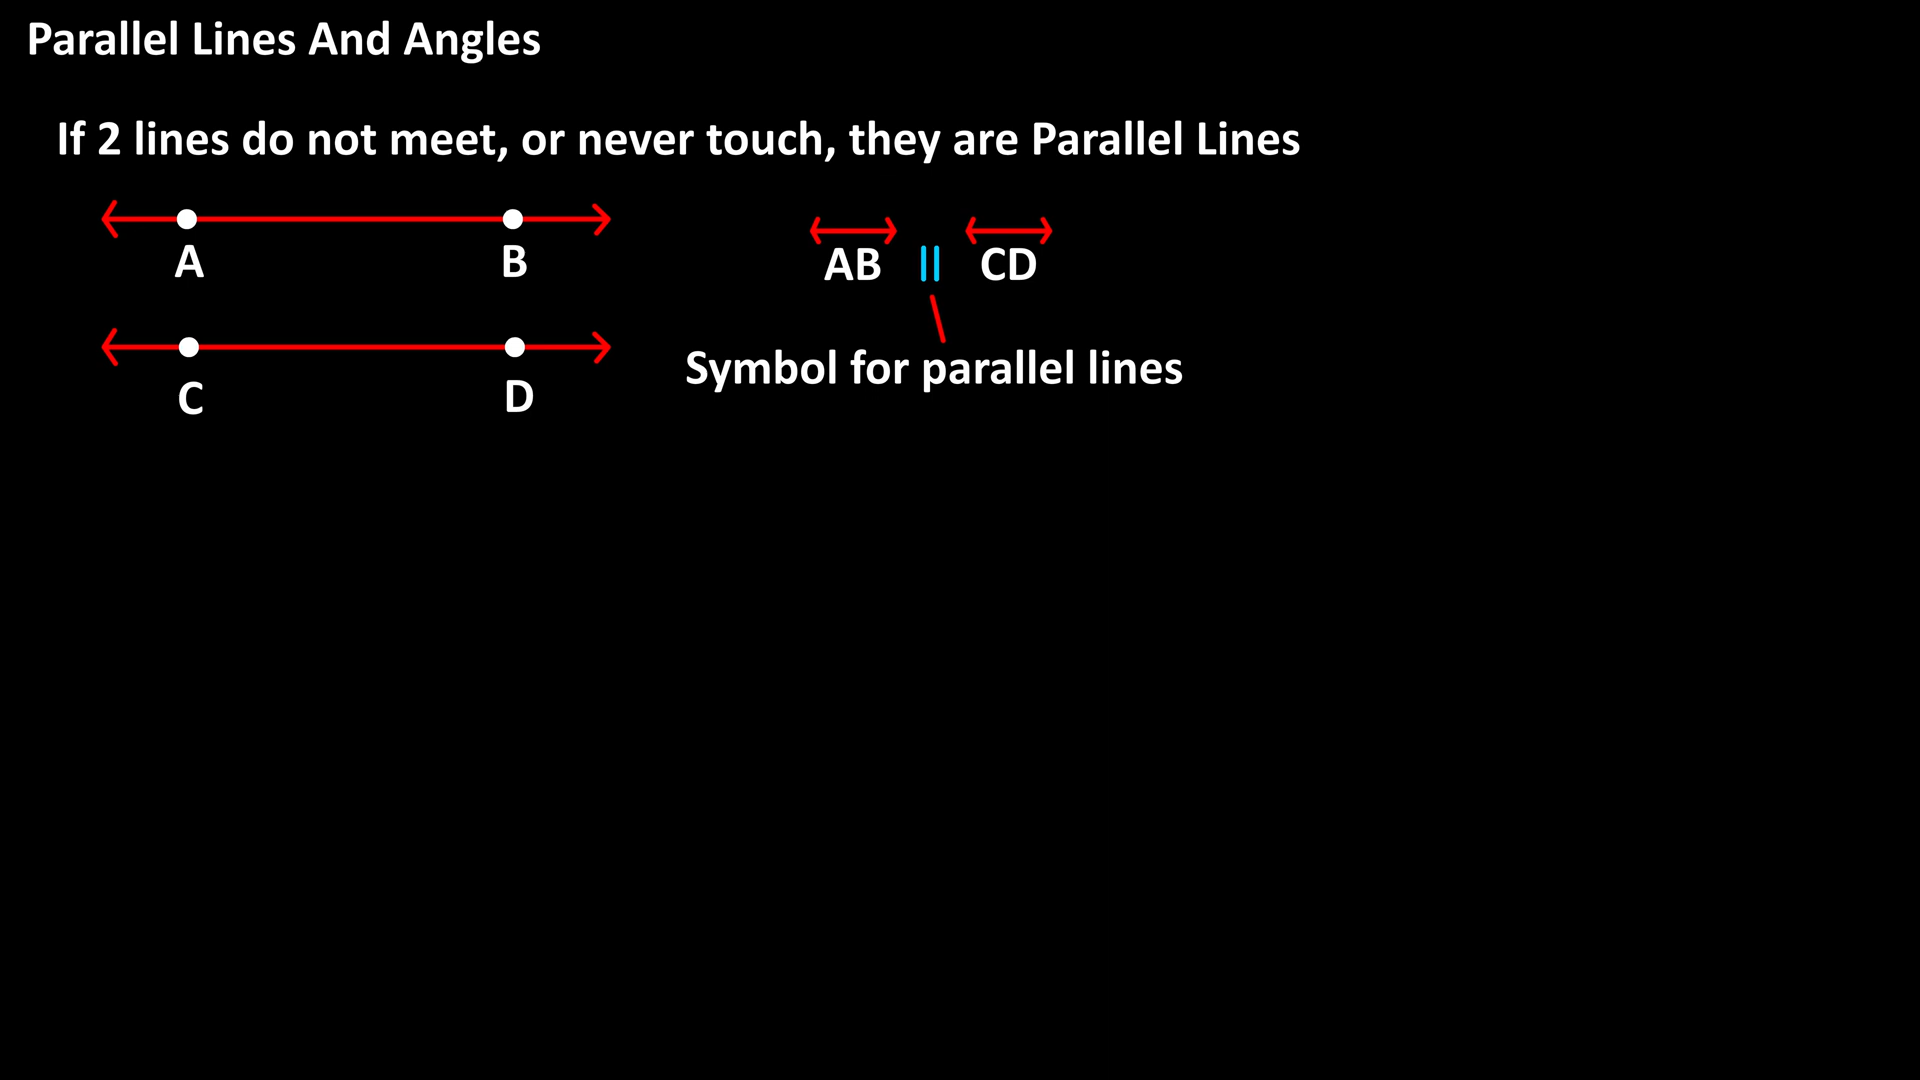 Parallel Lines And Angles
If 2 lines do not meet, or never touch, they are Parallel Lines
A B
AB || CD
C D
Symbol for parallel lines